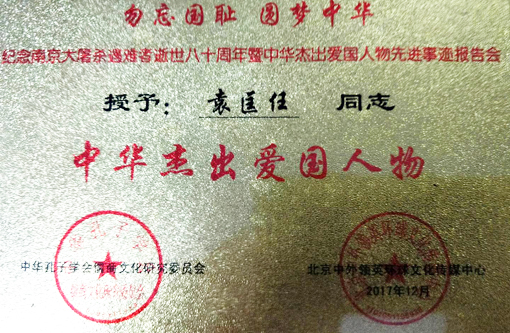 勿忘国耻 圆梦中华
纪念南京大屠杀遇难者逝世八十周年暨中华杰出爱国人物先进事迹报告会
授予: 袁匡任 同志
中华杰出爱国人物
中华孔子学会儒商文化研究委员会
北京中外领英环球文化传媒中心
2017年12月